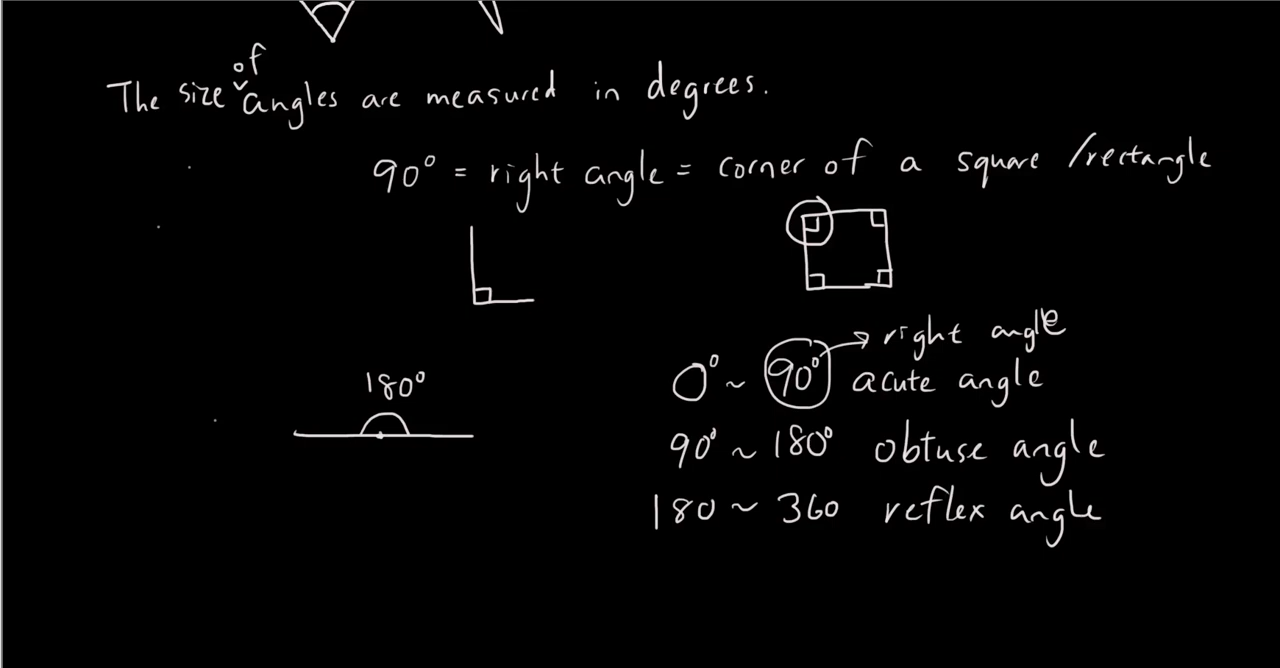 The size of angles are measured in degrees.
90° = right angle = corner of a square /rectangle
180°
right angle
0° ~ 90° acute angle
90° ~ 180° obtuse angle
180 ~ 360 reflex angle